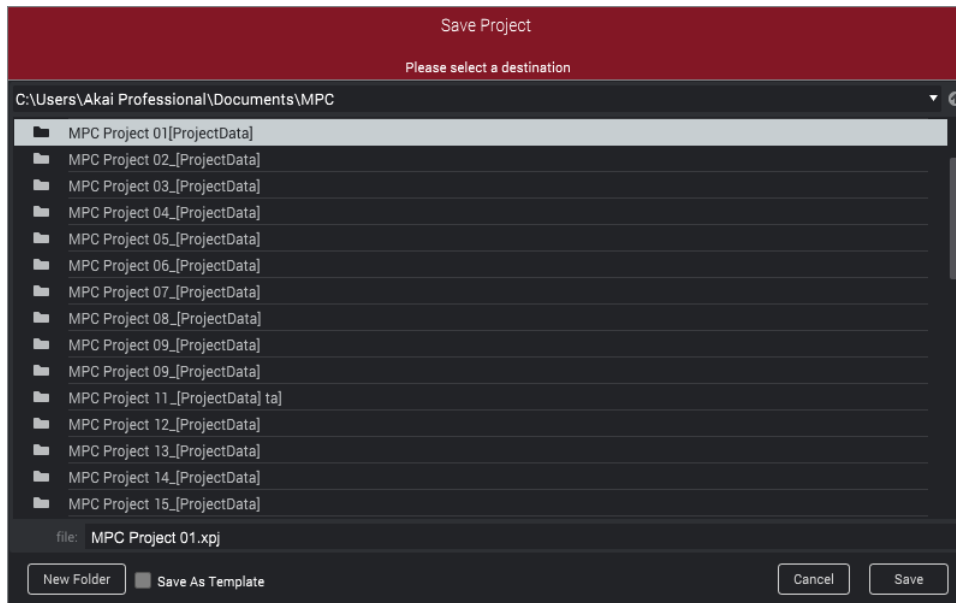 Save Project
Please select a destination
C:\Users\Akai Professional\Documents\MPC
MPC Project 01[ProjectData]
MPC Project 02_[ProjectData]
MPC Project 03_[ProjectData]
MPC Project 04_[ProjectData]
MPC Project 05_[ProjectData]
MPC Project 06_[ProjectData]
MPC Project 07_[ProjectData]
MPC Project 08_[ProjectData]
MPC Project 09_[ProjectData]
MPC Project 09_[ProjectData]
MPC Project 11_[ProjectData] ta]
MPC Project 12_[ProjectData]
MPC Project 13_[ProjectData]
MPC Project 14_[ProjectData]
MPC Project 15_[ProjectData]
file: MPC Project 01.xpj
New Folder Save As Template Cancel Save